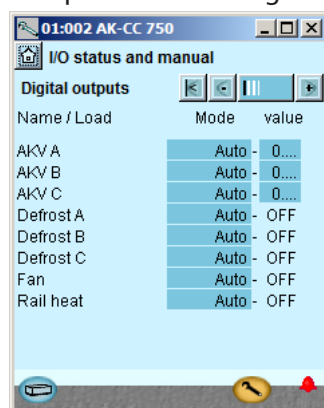 01:002 AK-CC 750
I/O status and manual
Digital outputs
Name / Load Mode value
AKV A Auto - 0....
AKV B Auto - 0....
AKV C Auto - 0....
Defrost A Auto - OFF
Defrost B Auto - OFF
Defrost C Auto - OFF
Fan Auto - OFF
Rail heat Auto - OFF